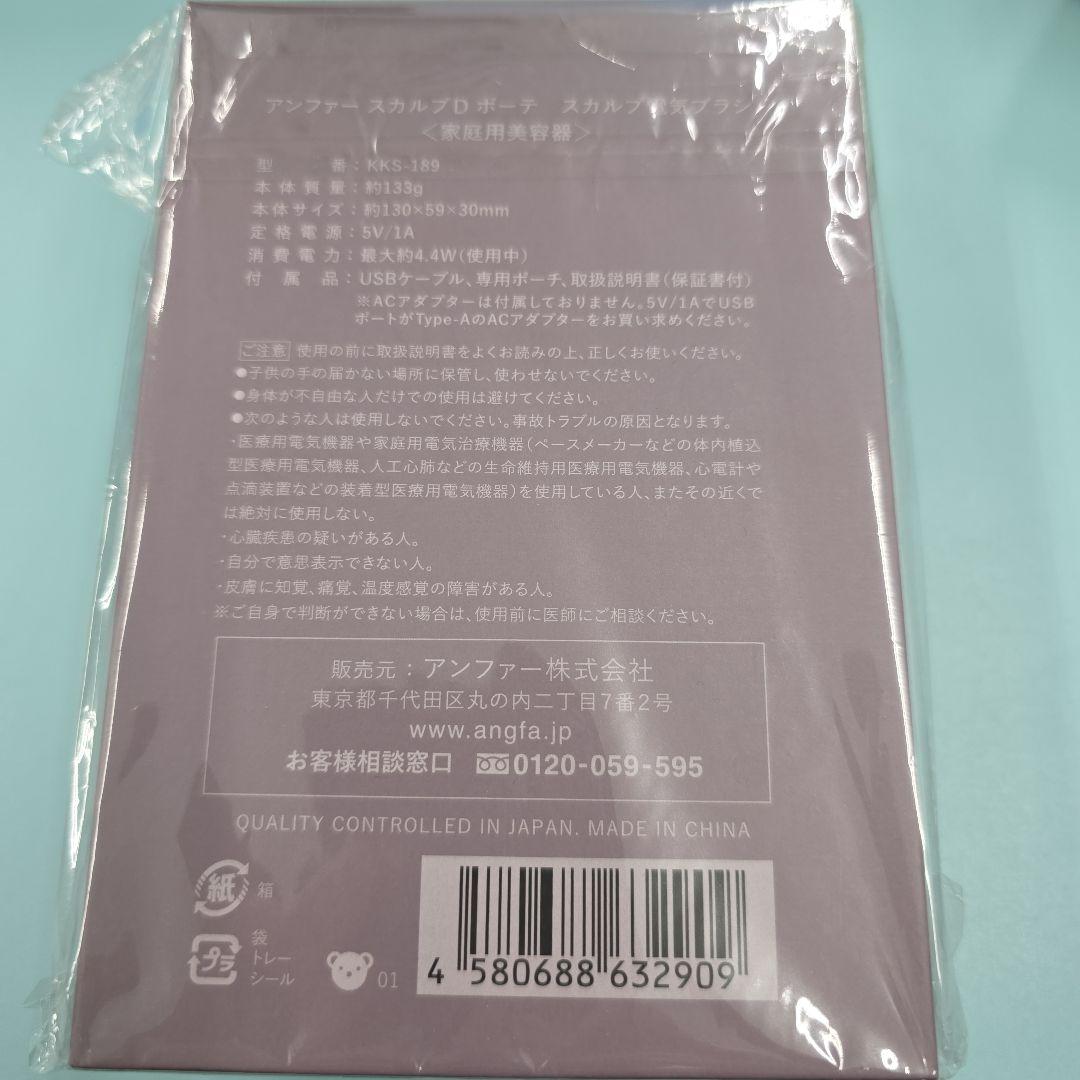 アンファー スカルプD ボーテ　スカルプ電気ブラシ
＜家庭用美容器＞
型番：KKS-189
本体質量：約133g
本体サイズ：約130×59×30mm
定格電源：5V/1A
消費電力：最大約4.4W(使用中)
付属品：USBケーブル、専用ポーチ、取扱説明書(保証書付)
※ACアダプターは付属しておりません。5V/1AでUSB
ポートがType-AのACアダプターをお買い求めください。
ご注意 使用の前に取扱説明書をよくお読みの上、正しくお使いください。
●子供の手の届かない場所に保管し、使わせないでください。
●身体が不自由な人だけでの使用は避けてください。
●次のような人は使用しないでください。事故トラブルの原因となります。
・医療用電気機器や家庭用電気治療機器(ペースメーカーなどの体内植込
型医療用電気機器、人工心肺などの生命維持用医療用電気機器、心電計や
点滴装置などの装着型医療用電気機器)を使用している人、またその近くで
は絶対に使用しない。
・心臓疾患の疑いがある人。
・自分で意思表示できない人。
・皮膚に知覚、痛覚、温度感覚の障害がある人。
※ご自身で判断ができない場合は、使用前に医師にご相談ください。
販売元：アンファー株式会社
東京都千代田区丸の内二丁目7番2号
www.angfa.jp
お客様相談窓口 0120-059-595
QUALITY CONTROLLED IN JAPAN. MADE IN CHINA
紙 箱
プラ 袋
トレー
シール
01
4 580688 632909